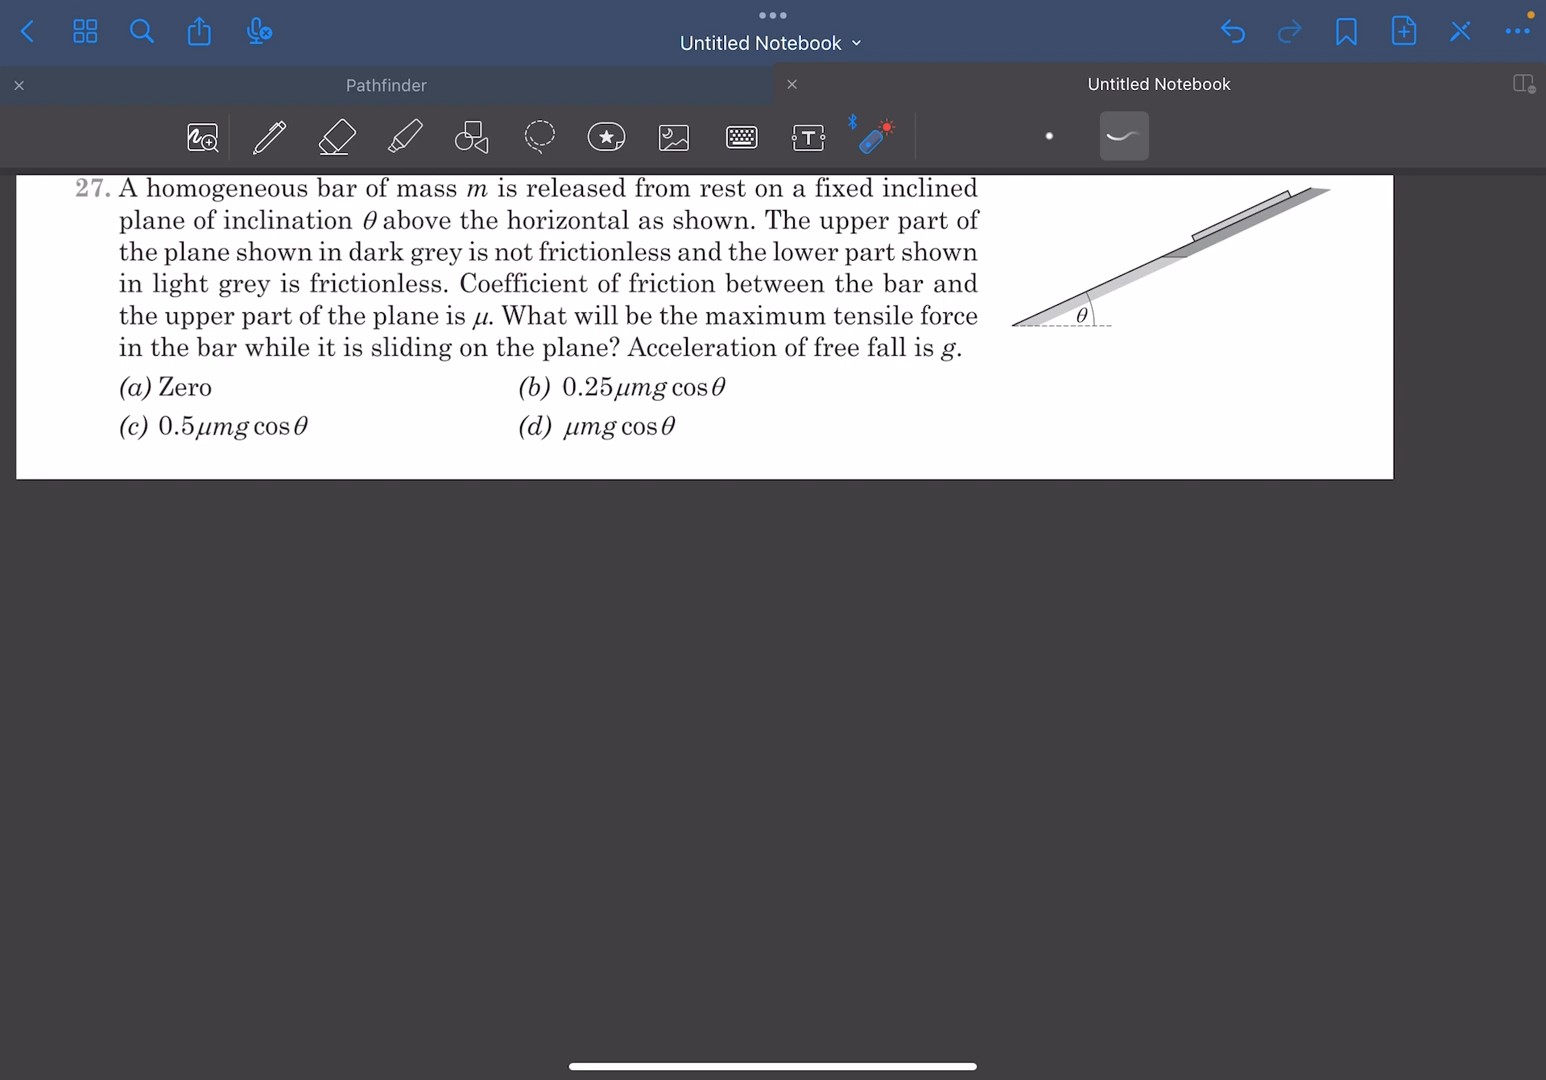 Untitled Notebook
Pathfinder
Untitled Notebook
T
27. A homogeneous bar of mass m is released from rest on a fixed inclined
plane of inclination θ above the horizontal as shown. The upper part of
the plane shown in dark grey is not frictionless and the lower part shown
in light grey is frictionless. Coefficient of friction between the bar and
the upper part of the plane is μ. What will be the maximum tensile force
in the bar while it is sliding on the plane? Acceleration of free fall is g.
θ
(a) Zero (b) 0.25μmg cosθ
(c) 0.5μmg cosθ (d) μmg cosθ